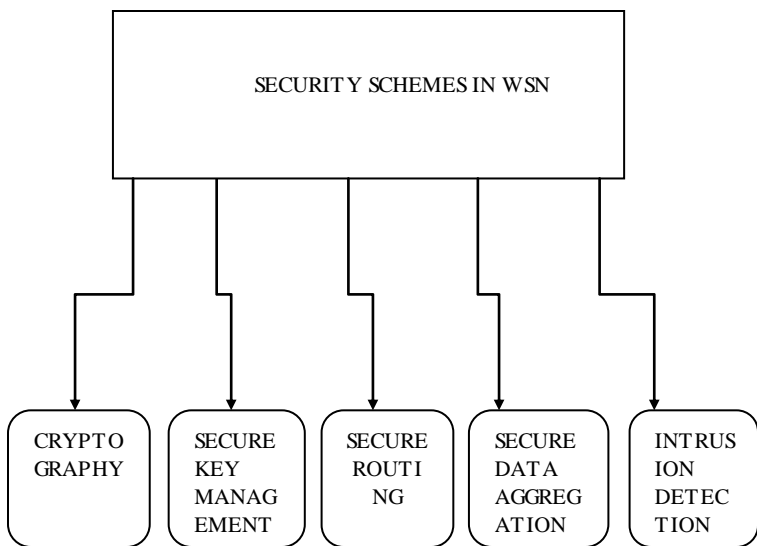 SECURITY SCHEMES IN WSN
CRYPTO
GRAPHY
SECURE
KEY
MANAG
EMENT
SECURE
ROUTI
NG
SECURE
DATA
AGGREG
ATION
INTRUS
ION
DETEC
TION